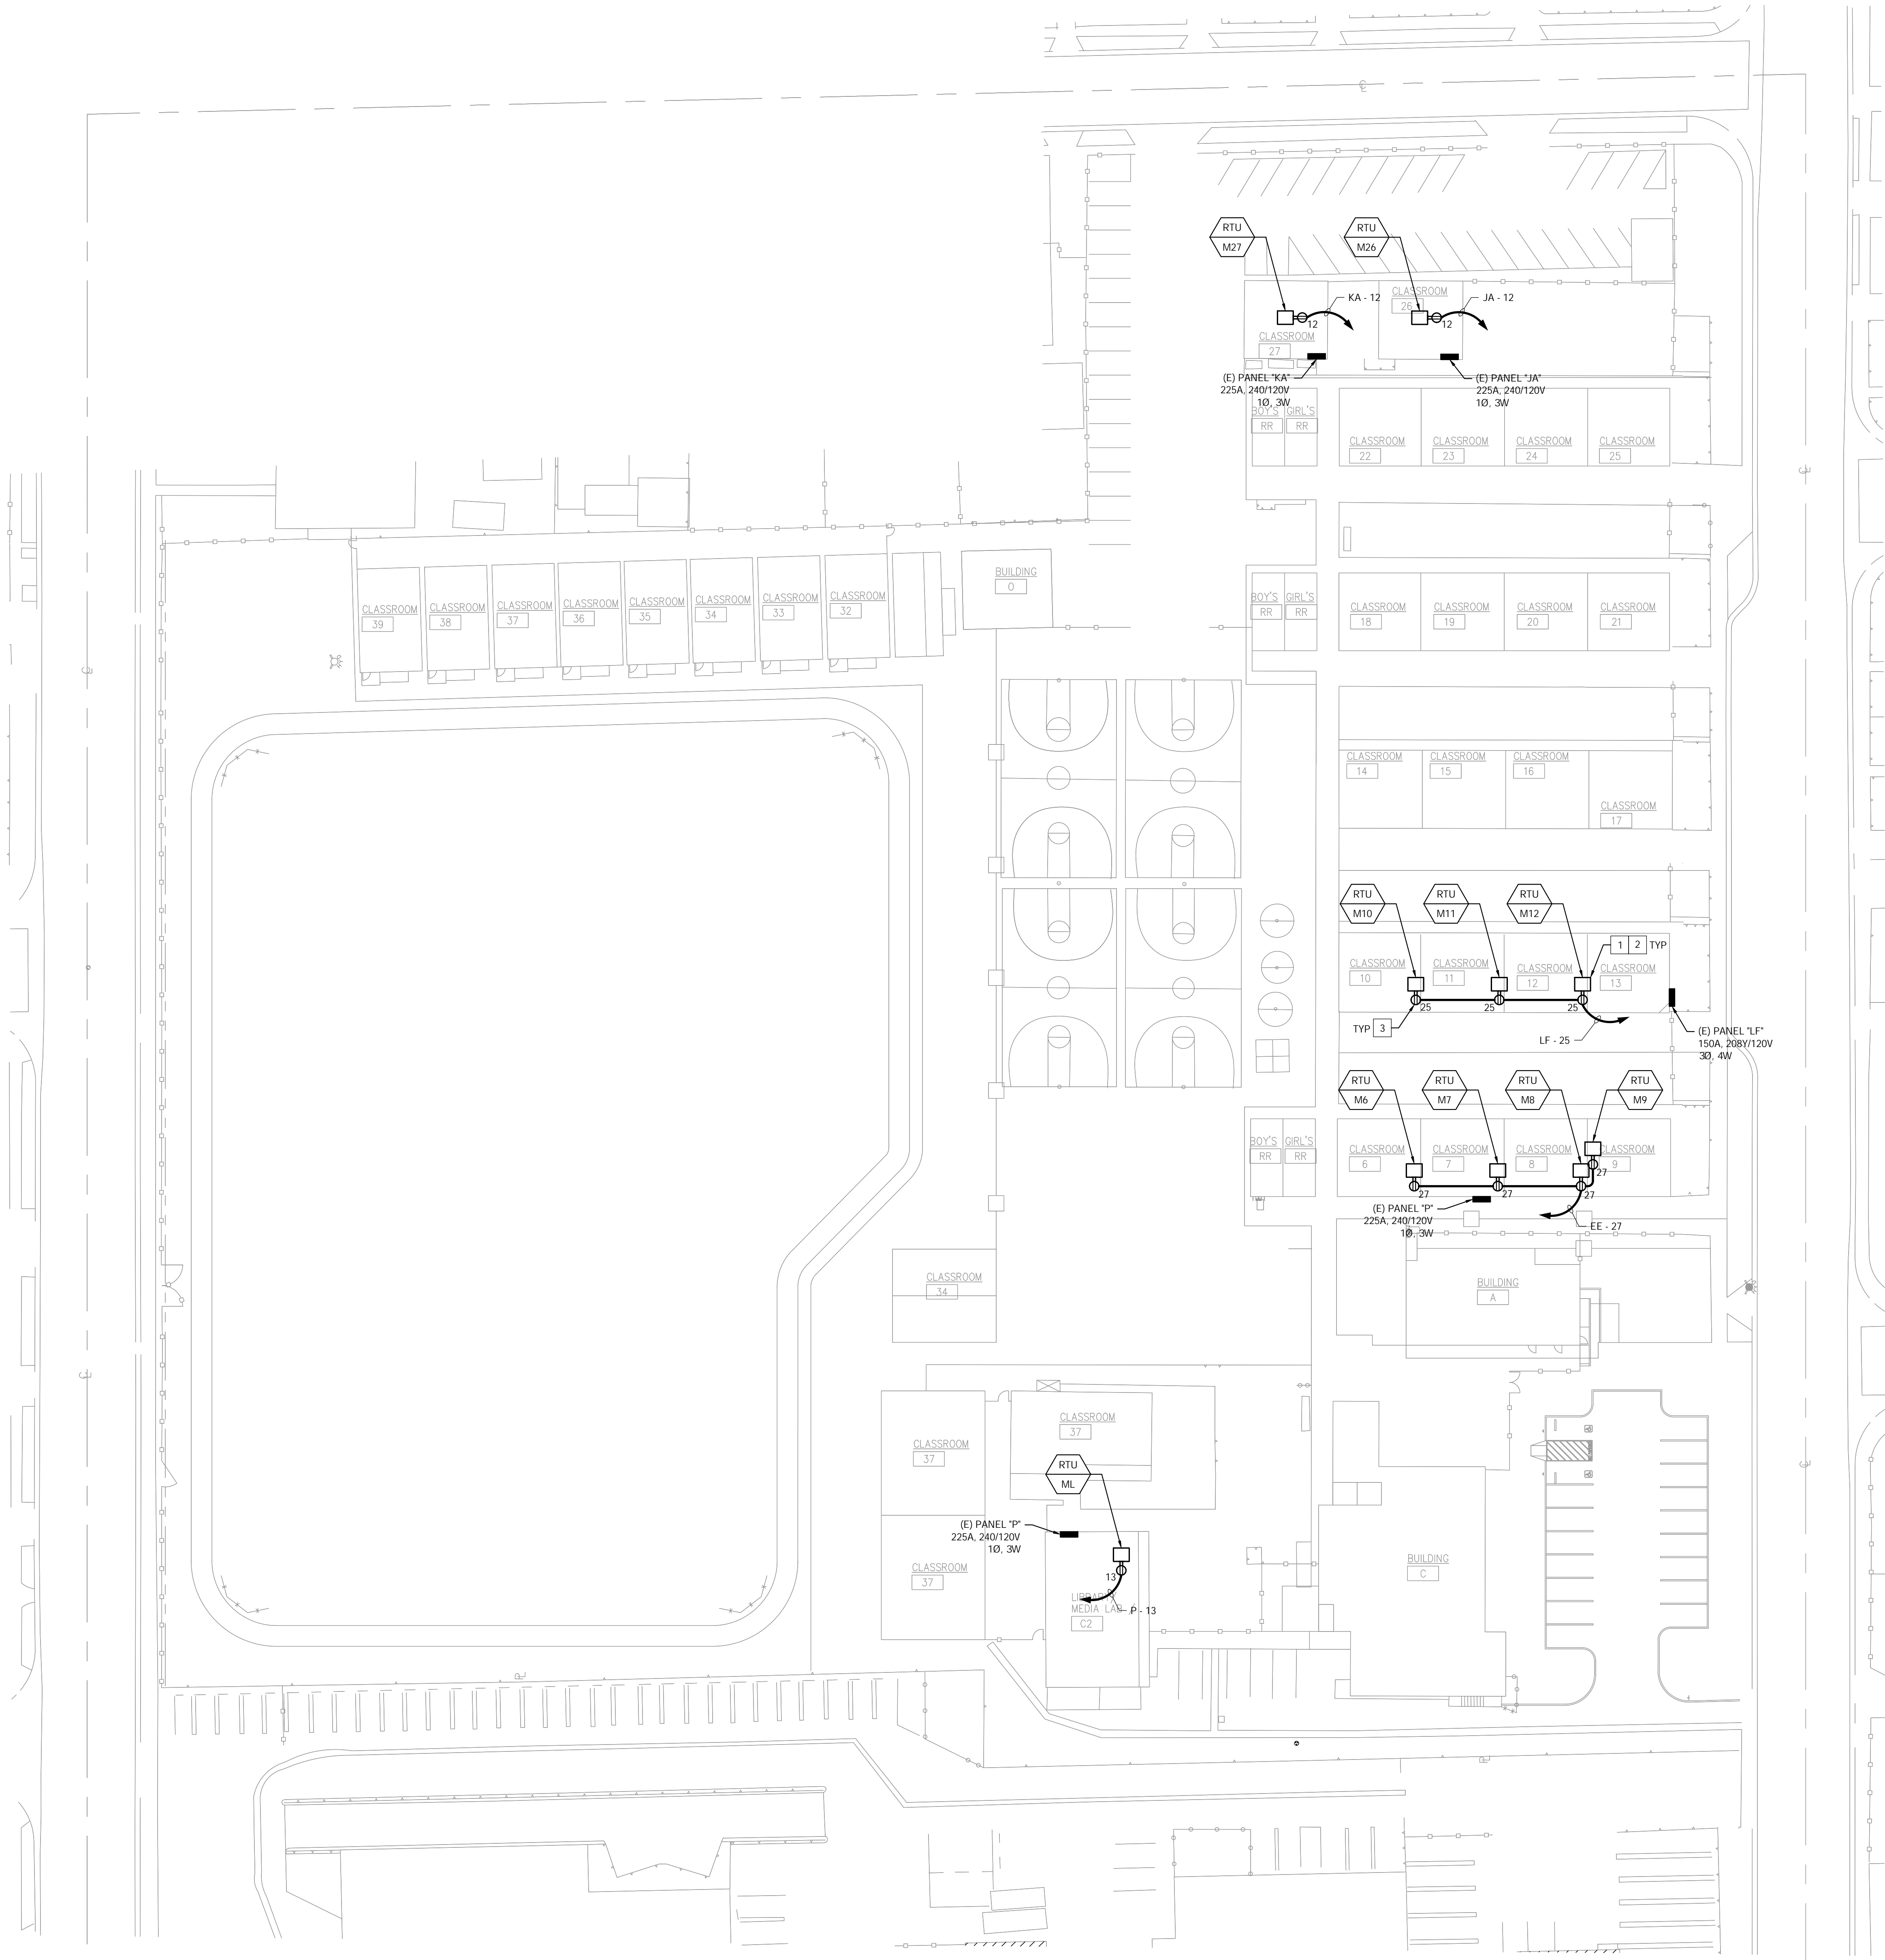 RTU
M27
RTU
M26
KA - 12
JA - 12
12
12
CLASSROOM
26
CLASSROOM
27
(E) PANEL "KA"
225A, 240/120V
1Ø, 3W
(E) PANEL "JA"
225A, 240/120V
1Ø, 3W
BOY'S
RR
GIRL'S
RR
CLASSROOM
22
CLASSROOM
23
CLASSROOM
24
CLASSROOM
25
BUILDING
O
CLASSROOM
39
CLASSROOM
38
CLASSROOM
37
CLASSROOM
36
CLASSROOM
35
CLASSROOM
34
CLASSROOM
33
CLASSROOM
32
BOY'S
RR
GIRL'S
RR
CLASSROOM
18
CLASSROOM
19
CLASSROOM
20
CLASSROOM
21
CLASSROOM
14
CLASSROOM
15
CLASSROOM
16
CLASSROOM
17
RTU
M10
RTU
M11
RTU
M12
1 2 TYP
CLASSROOM
10
CLASSROOM
11
CLASSROOM
12
CLASSROOM
13
25
25
25
TYP 3
LF - 25
(E) PANEL "LF"
150A, 208Y/120V
3Ø, 4W
RTU
M6
RTU
M7
RTU
M8
RTU
M9
BOY'S
RR
GIRL'S
RR
CLASSROOM
6
CLASSROOM
7
CLASSROOM
8
CLASSROOM
9
27
27
27
27
(E) PANEL "P"
225A, 240/120V
1Ø, 3W
EE - 27
CLASSROOM
34
BUILDING
A
CLASSROOM
37
CLASSROOM
37
RTU
ML
(E) PANEL "P"
225A, 240/120V
1Ø, 3W
CLASSROOM
37
13
P - 13
MEDIA LAB
C2
BUILDING
C